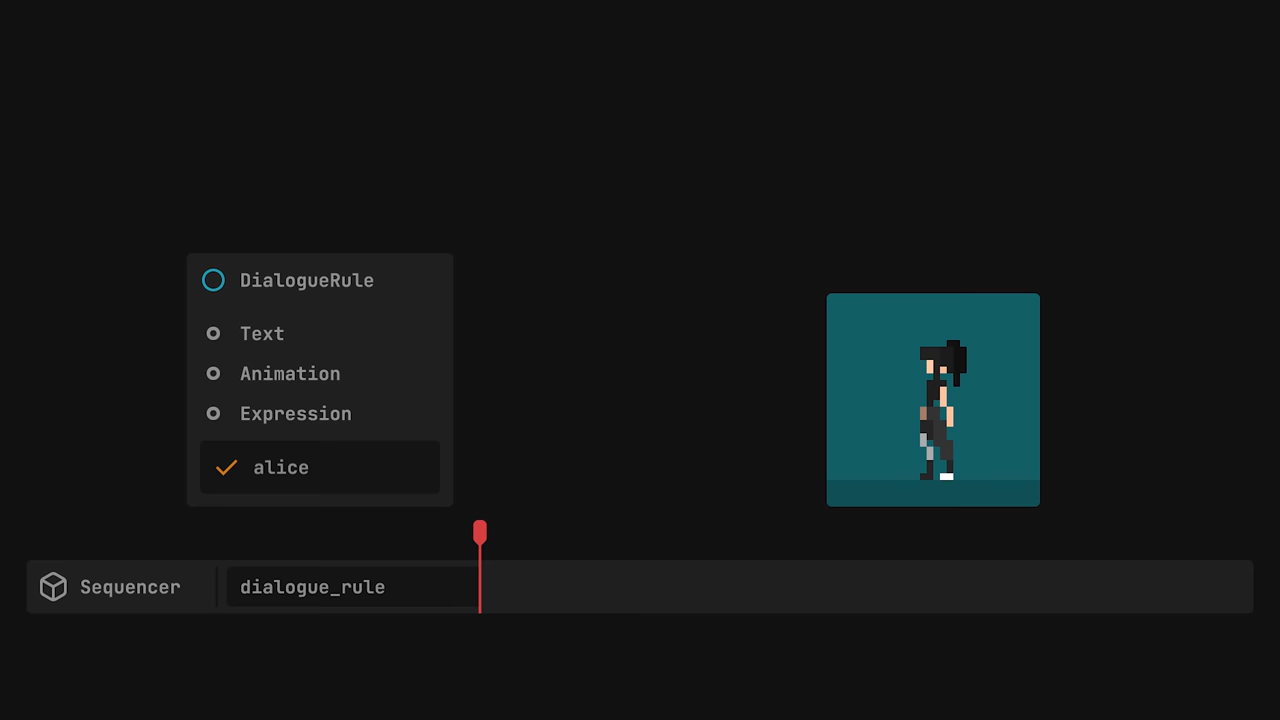 DialogueRule
Text
Animation
Expression
alice
Sequencer
dialogue_rule